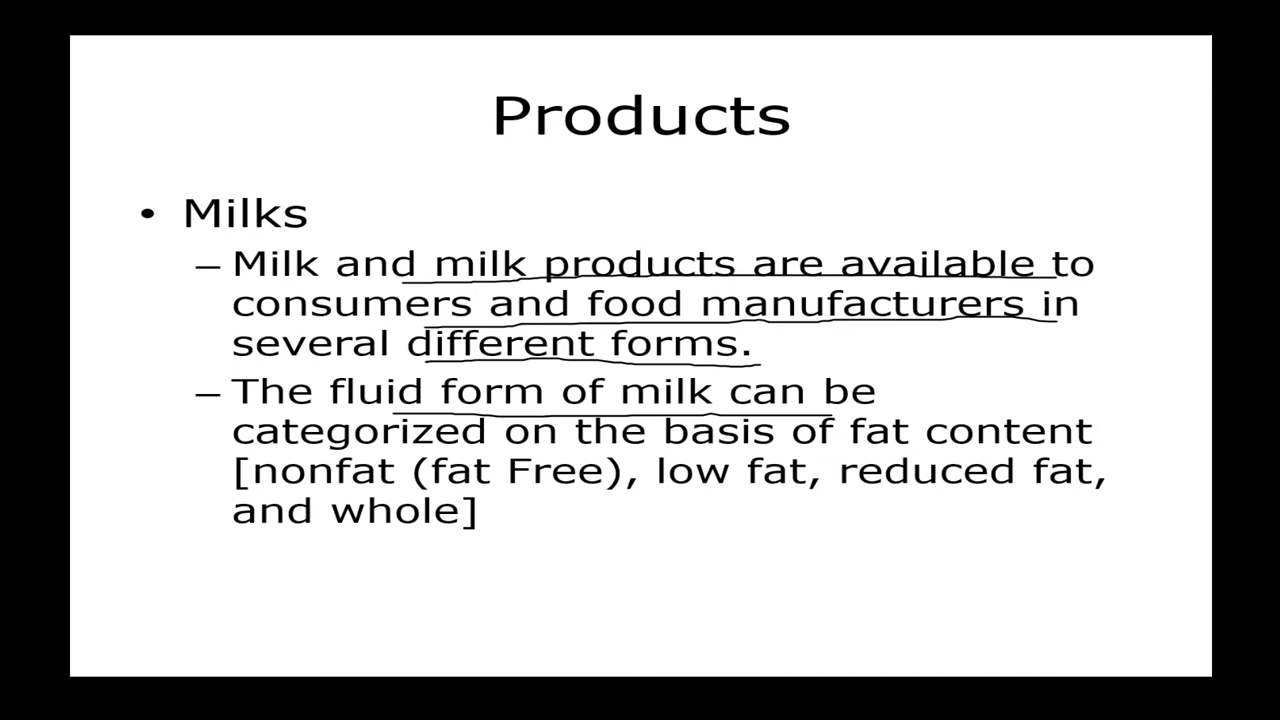 Products
• Milks
– Milk and milk products are available to
consumers and food manufacturers in
several different forms.
– The fluid form of milk can be
categorized on the basis of fat content
[nonfat (fat Free), low fat, reduced fat,
and whole]